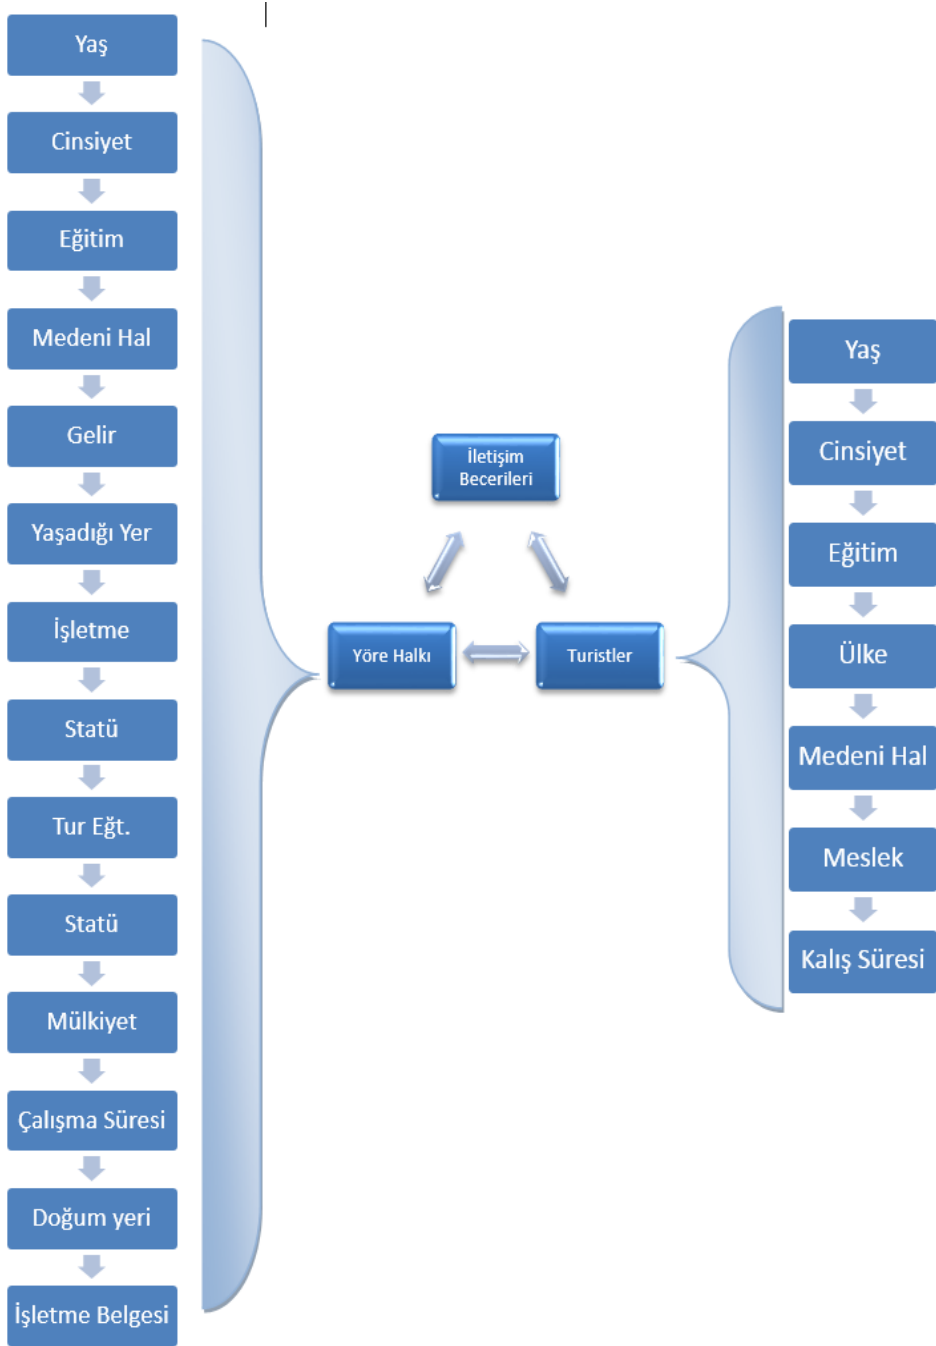 Yaş
Cinsiyet
Eğitim
Medeni Hal
Gelir
Yaşadığı Yer
İşletme
Statü
Tur Eğt.
Statü
Mülkiyet
Çalışma Süresi
Doğum yeri
İşletme Belgesi
İletişim
Becerileri
Yöre Halkı
Turistler
Yaş
Cinsiyet
Eğitim
Ülke
Medeni Hal
Meslek
Kalış Süresi